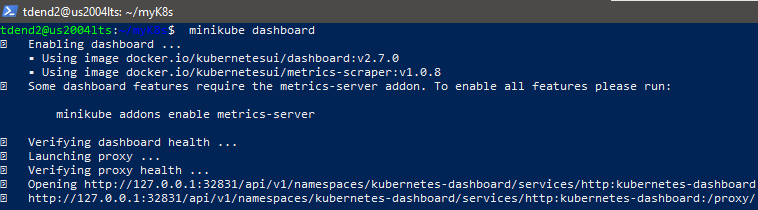 tdend2@us2004lts: ~/myK8s
tdend2@us2004lts:~/myK8s$ minikube dashboard
Enabling dashboard ...
▪ Using image docker.io/kubernetesui/dashboard:v2.7.0
▪ Using image docker.io/kubernetesui/metrics-scraper:v1.0.8
Some dashboard features require the metrics-server addon. To enable all features please run:
minikube addons enable metrics-server
Verifying dashboard health ...
Launching proxy ...
Verifying proxy health ...
Opening http://127.0.0.1:32831/api/v1/namespaces/kubernetes-dashboard/services/http:kubernetes-dashboard
http://127.0.0.1:32831/api/v1/namespaces/kubernetes-dashboard/services/http:kubernetes-dashboard:/proxy/